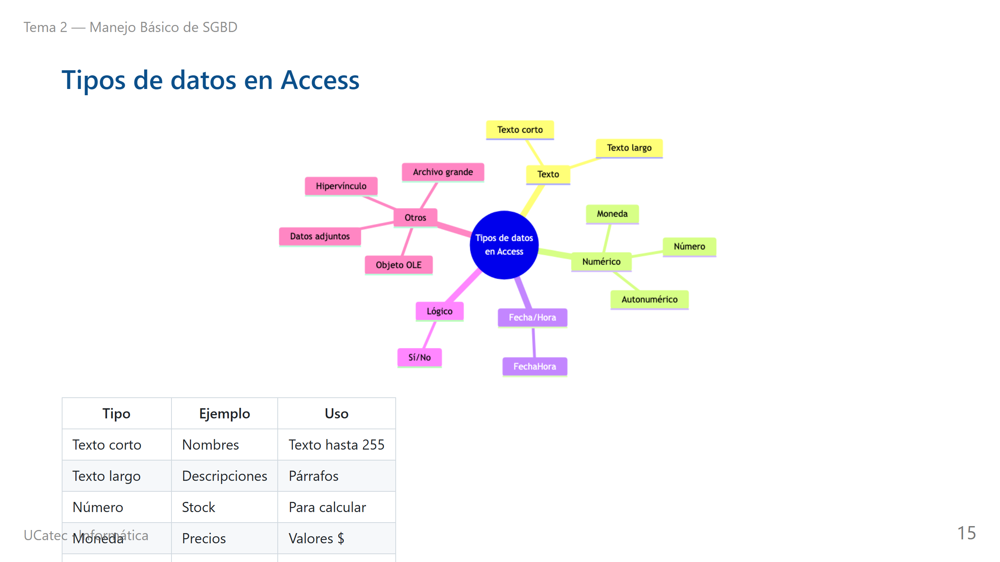 Tema 2 — Manejo Básico de SGBD
Tipos de datos en Access
Texto corto
Texto largo
Texto
Archivo grande
Hipervínculo
Otros
Datos adjuntos
Objeto OLE
Tipos de datos
en Access
Moneda
Número
Numérico
Autonumérico
Lógico
Sí/No
Fecha/Hora
FechaHora
Tipo Ejemplo Uso
Texto corto Nombres Texto hasta 255
Texto largo Descripciones Párrafos
Número Stock Para calcular
Moneda Precios Valores $
UCatec · Informática
15